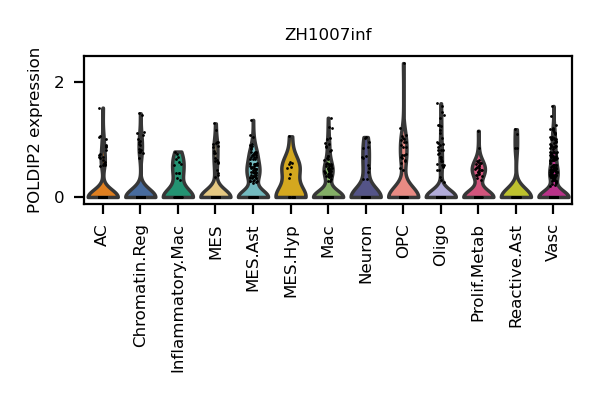 ZH1007inf
POLDIP2 expression
2
0
AC
Chromatin.Reg
Inflammatory.Mac
MES
MES.Ast
MES.Hyp
Mac
Neuron
OPC
Oligo
Prolif.Metab
Reactive.Ast
Vasc